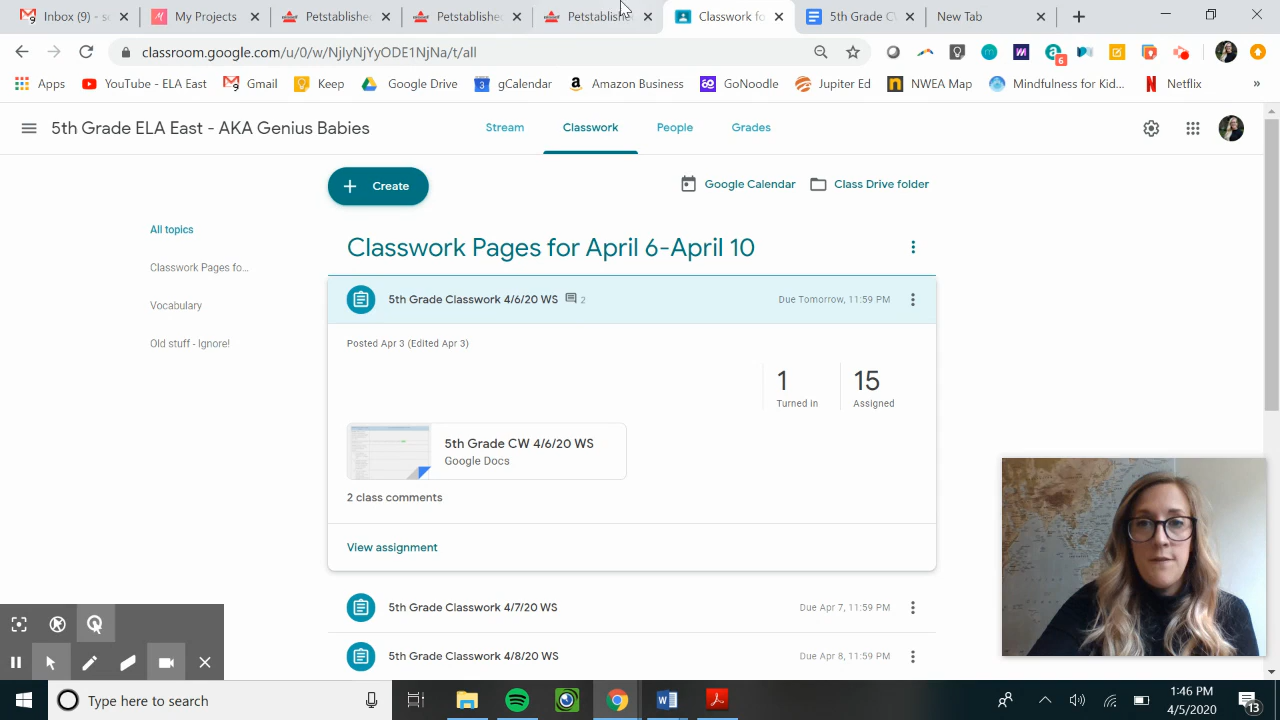 Inbox (9) - s
My Projects
Petstablishe
Petstablishe
Petstablish
Classwork fo
5th Grade CW
New Tab
classroom.google.com/u/0/w/NjIyNjYyODE1NjNa/t/all
6
Apps
YouTube - ELA East
Gmail
Keep
Google Drive
gCalendar
Amazon Business
GoNoodle
Jupiter Ed
NWEA Map
Mindfulness for Kid...
Netflix
»
5th Grade ELA East - AKA Genius Babies
Stream
Classwork
People
Grades
Create
Google Calendar
Class Drive folder
All topics
Classwork Pages fo...
Vocabulary
Old stuff - Ignore!
Classwork Pages for April 6-April 10
5th Grade Classwork 4/6/20 WS
2
Due Tomorrow, 11:59 PM
Posted Apr 3 (Edited Apr 3)
1
Turned in
15
Assigned
5th Grade CW 4/6/20 WS
Google Docs
2 class comments
View assignment
5th Grade Classwork 4/7/20 WS
Due Apr 7, 11:59 PM
5th Grade Classwork 4/8/20 WS
Due Apr 8, 11:59 PM
Type here to search
1:46 PM
4/5/2020
13